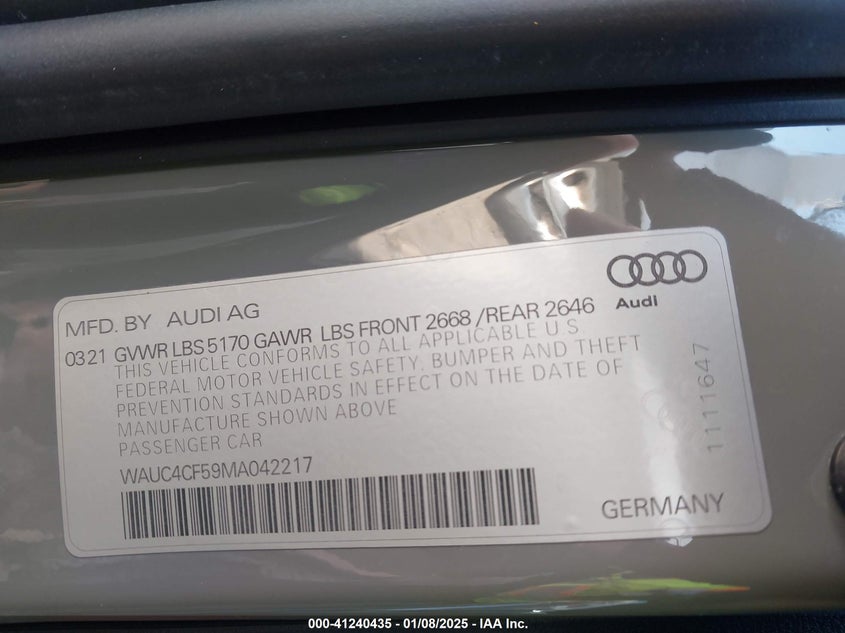 Audi
MFD. BY AUDI AG
0321 GVWR LBS 5170 GAWR LBS FRONT 2668 / REAR 2646
THIS VEHICLE CONFORMS TO ALL APPLICABLE U.S.
FEDERAL MOTOR VEHICLE SAFETY, BUMPER AND THEFT
PREVENTION STANDARDS IN EFFECT ON THE DATE OF
MANUFACTURE SHOWN ABOVE
PASSENGER CAR
WAUC4CF59MA042217
1111647
GERMANY
000-41240435 - 01/08/2025 - IAA Inc.